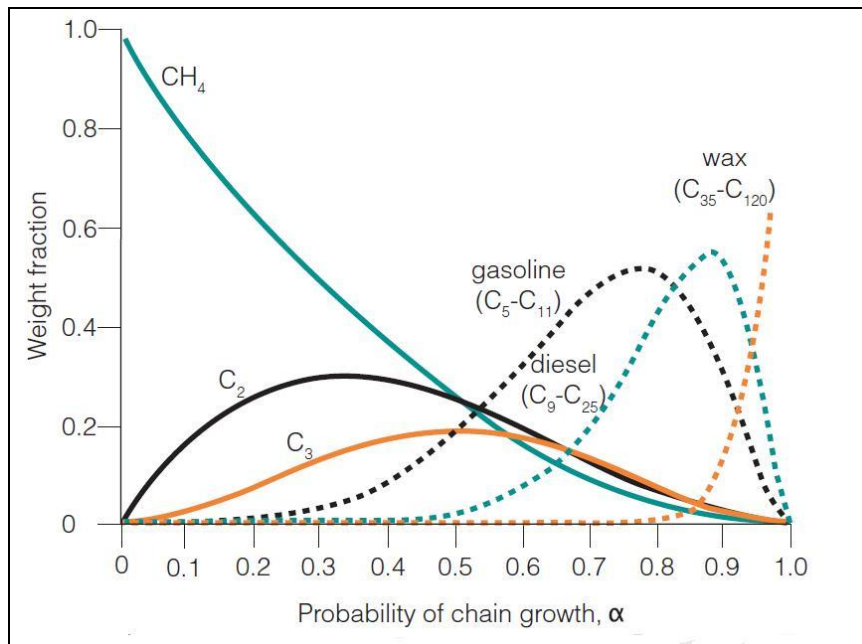 1.0
CH₄
0.8
wax
(C₃₅-C₁₂₀)
0.6
gasoline
(C₅-C₁₁)
Weight fraction
0.4
diesel
(C₉-C₂₅)
C₂
0.2
C₃
0
0 0.1 0.2 0.3 0.4 0.5 0.6 0.7 0.8 0.9 1.0
Probability of chain growth, α